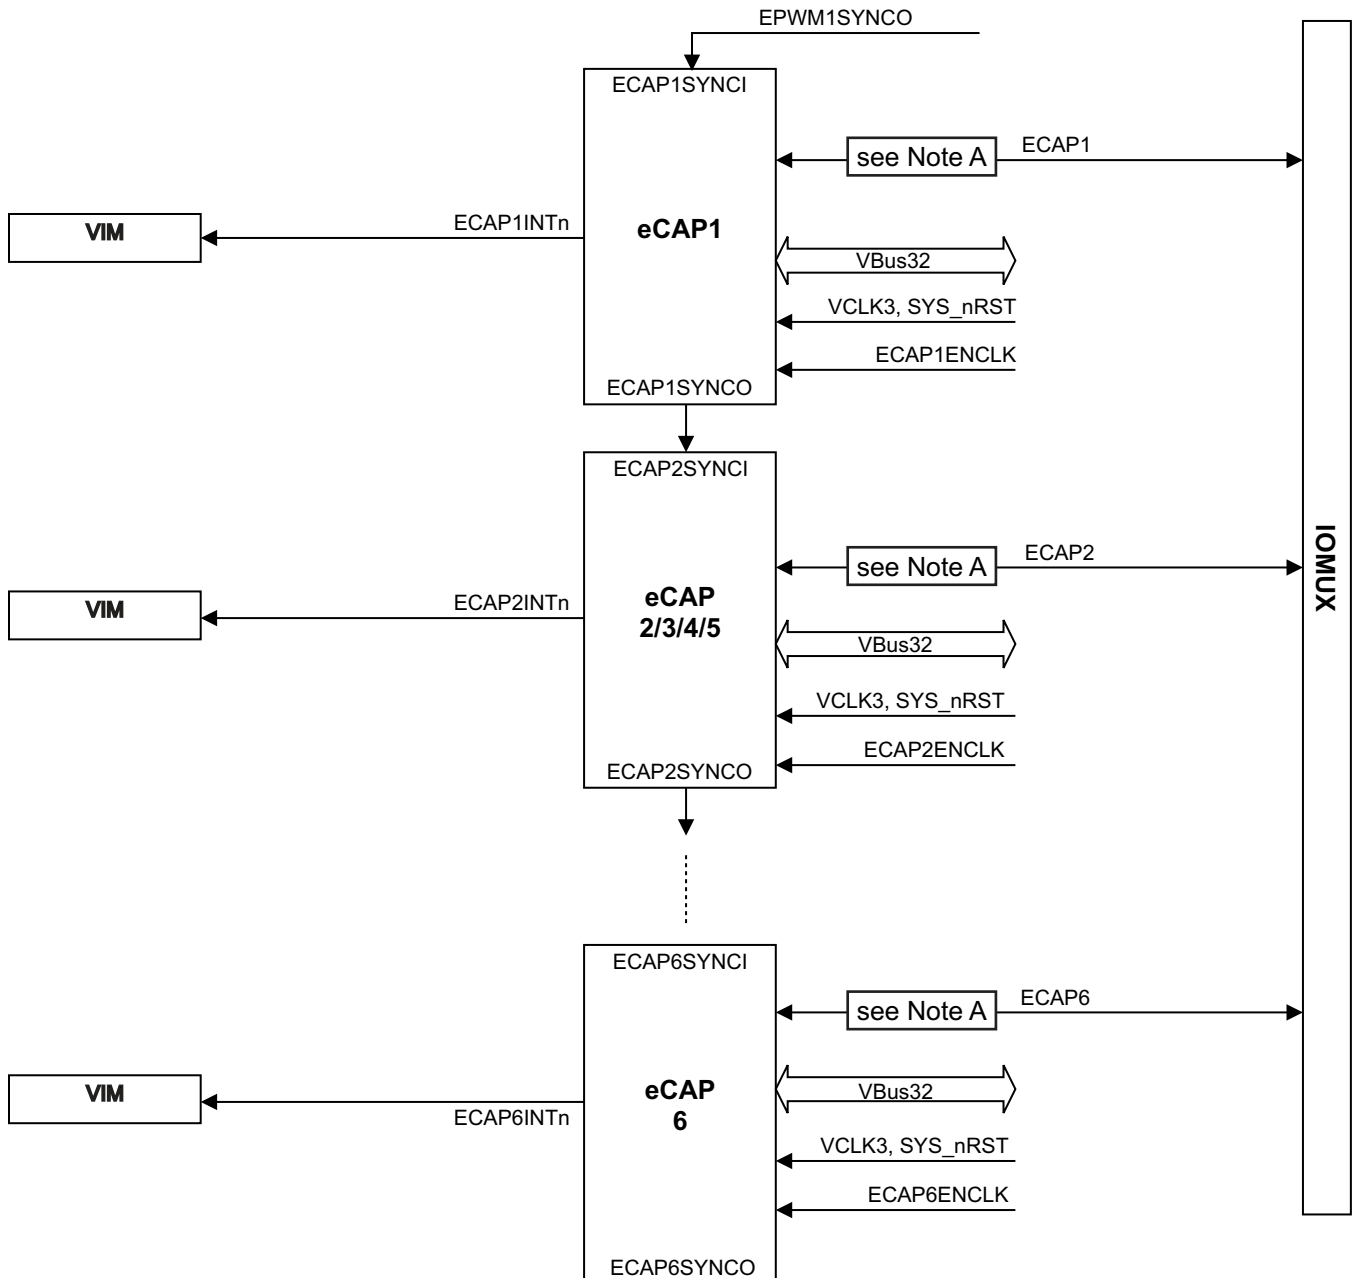 EPWM1SYNCO
ECAP1SYNCI
see Note A
ECAP1
VIM
ECAP1INTn
eCAP1
VBus32
VCLK3, SYS_nRST
ECAP1ENCLK
ECAP1SYNCO
ECAP2SYNCI
see Note A
ECAP2
VIM
ECAP2INTn
eCAP
2/3/4/5
VBus32
VCLK3, SYS_nRST
ECAP2ENCLK
ECAP2SYNCO
IOMUX
ECAP6SYNCI
see Note A
ECAP6
VIM
ECAP6INTn
eCAP
6
VBus32
VCLK3, SYS_nRST
ECAP6ENCLK
ECAP6SYNCO